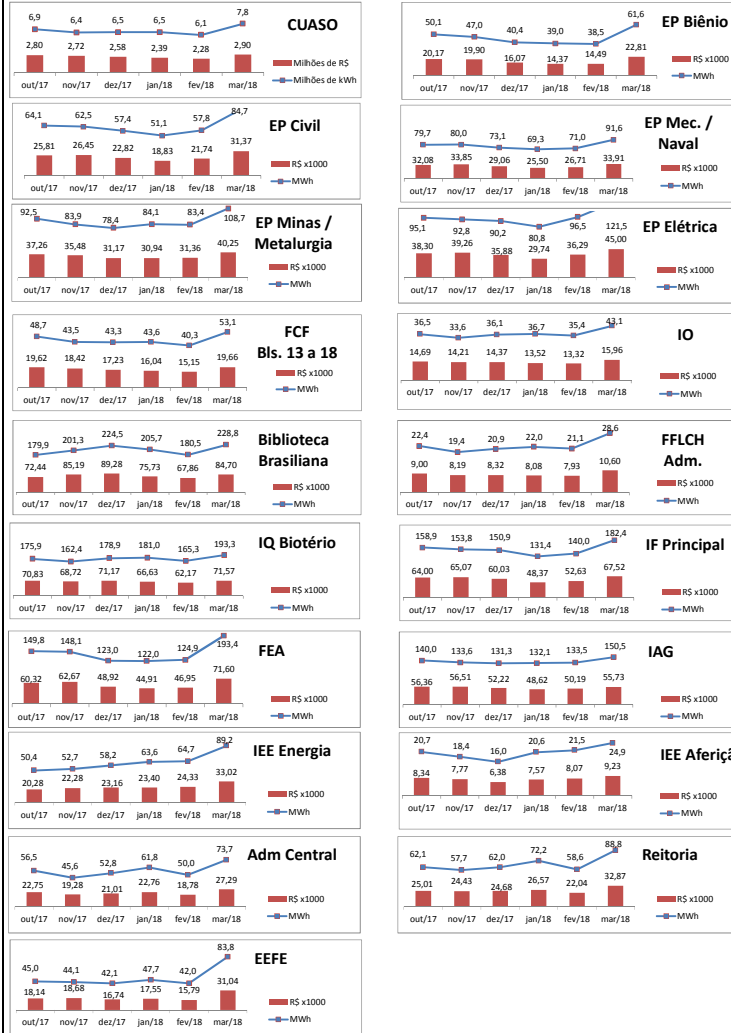 CUASO
6,9 6,4 6,5 6,5 6,1 7,8
2,80 2,72 2,58 2,39 2,28 2,90
Milhões de R$
Milhões de kWh
out/17 nov/17 dez/17 jan/18 fev/18 mar/18
EP Biênio
50,1 47,0 40,4 39,0 38,5 61,6
20,17 19,90 16,07 14,37 14,49 22,81
R$ x1000
MWh
out/17 nov/17 dez/17 jan/18 fev/18 mar/18
EP Civil
64,1 62,5 57,4 51,1 57,8 84,7
25,81 26,45 22,82 18,83 21,74 31,37
R$ x1000
MWh
out/17 nov/17 dez/17 jan/18 fev/18 mar/18
EP Mec. /
Naval
79,7 80,0 73,1 69,3 71,0 91,6
32,08 33,85 29,06 25,50 26,71 33,91
R$ x1000
MWh
out/17 nov/17 dez/17 jan/18 fev/18 mar/18
EP Minas /
Metalurgia
92,5 83,9 78,4 84,1 83,4 108,7
37,26 35,48 31,17 30,94 31,36 40,25
R$ x1000
MWh
out/17 nov/17 dez/17 jan/18 fev/18 mar/18
EP Elétrica
95,1 92,8 90,2 80,8 96,5 121,5
38,30 39,26 35,88 29,74 36,29 45,00
R$ x1000
MWh
out/17 nov/17 dez/17 jan/18 fev/18 mar/18
FCF
Bls. 13 a 18
48,7 43,5 43,3 43,6 40,3 53,1
19,62 18,42 17,23 16,04 15,15 19,66
R$ x1000
MWh
out/17 nov/17 dez/17 jan/18 fev/18 mar/18
IO
36,5 33,6 36,1 36,7 35,4 43,1
14,69 14,21 14,37 13,52 13,32 15,96
R$ x1000
MWh
out/17 nov/17 dez/17 jan/18 fev/18 mar/18
Biblioteca
Brasiliana
179,9 201,3 224,5 205,7 180,5 228,8
72,44 85,19 89,28 75,73 67,86 84,70
R$ x1000
MWh
out/17 nov/17 dez/17 jan/18 fev/18 mar/18
FFLCH
Adm.
22,4 19,4 20,9 22,0 21,1 28,6
9,00 8,19 8,32 8,08 7,93 10,60
R$ x1000
MWh
out/17 nov/17 dez/17 jan/18 fev/18 mar/18
IQ Biotério
175,9 162,4 178,9 181,0 165,3 193,3
70,83 68,72 71,17 66,63 62,17 71,57
R$ x1000
MWh
out/17 nov/17 dez/17 jan/18 fev/18 mar/18
IF Principal
158,9 153,8 150,9 131,4 140,0 182,4
64,00 65,07 60,03 48,37 52,63 67,52
R$ x1000
MWh
out/17 nov/17 dez/17 jan/18 fev/18 mar/18
FEA
149,8 148,1 123,0 122,0 124,9 193,4
60,32 62,67 48,92 44,91 46,95 71,60
R$ x1000
MWh
out/17 nov/17 dez/17 jan/18 fev/18 mar/18
IAG
140,0 133,6 131,3 132,1 133,5 150,5
56,36 56,51 52,22 48,62 50,19 55,73
R$ x1000
MWh
out/17 nov/17 dez/17 jan/18 fev/18 mar/18
IEE Energia
50,4 52,7 58,2 63,6 64,7 89,2
20,28 22,28 23,16 23,40 24,33 33,02
R$ x1000
MWh
out/17 nov/17 dez/17 jan/18 fev/18 mar/18
IEE Aferiçã
20,7 18,4 16,0 20,6 21,5 24,9
8,34 7,77 6,38 7,57 8,07 9,23
R$ x1000
MWh
out/17 nov/17 dez/17 jan/18 fev/18 mar/18
Adm Central
56,5 45,6 52,8 61,8 50,0 73,7
22,75 19,28 21,01 22,76 18,78 27,29
R$ x1000
MWh
out/17 nov/17 dez/17 jan/18 fev/18 mar/18
Reitoria
62,1 57,7 62,0 72,2 58,6 88,8
25,01 24,43 24,68 26,57 22,04 32,87
R$ x1000
MWh
out/17 nov/17 dez/17 jan/18 fev/18 mar/18
EEFE
45,0 44,1 42,1 47,7 42,0 83,8
18,14 18,68 16,74 17,55 15,79 31,04
R$ x1000
MWh
out/17 nov/17 dez/17 jan/18 fev/18 mar/18